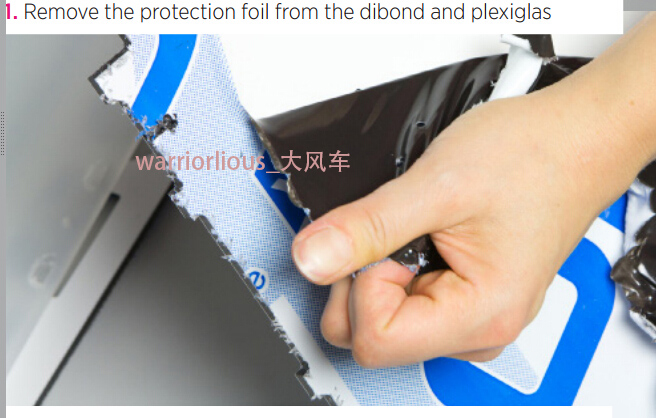 1. Remove the protection foil from the dibond and plexiglas
warriorlious_大风车
e